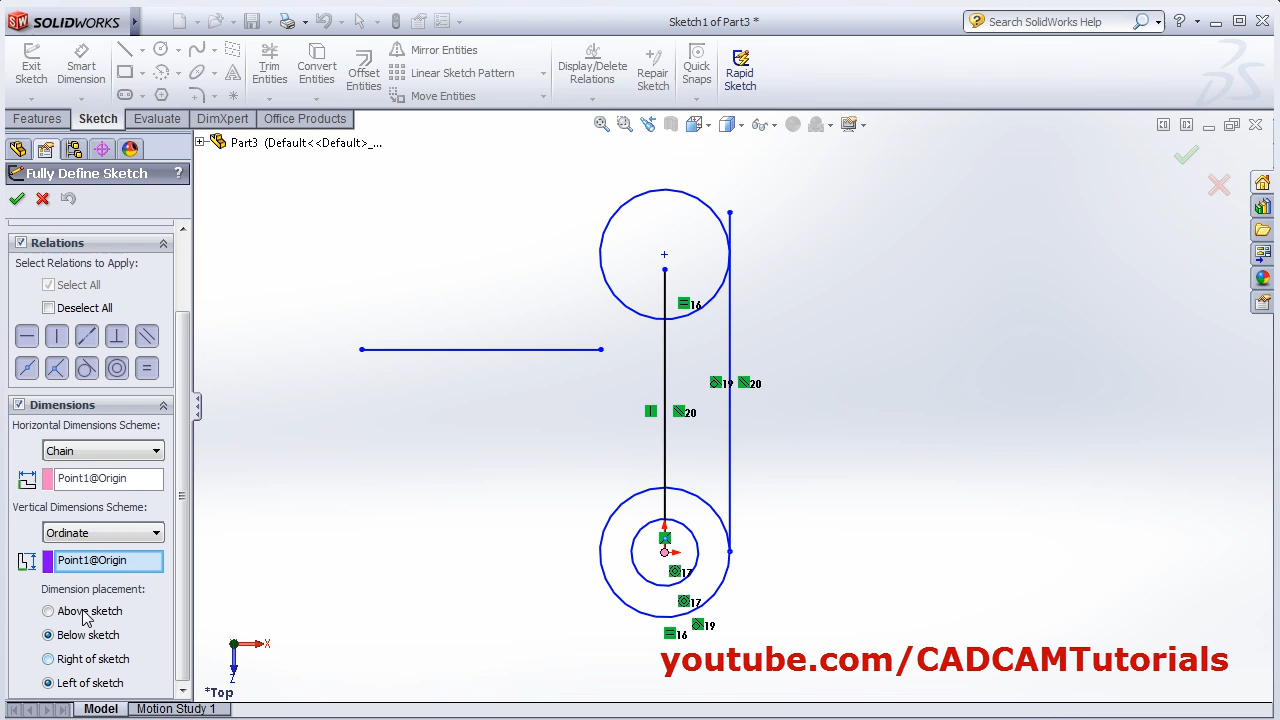 SOLIDWORKS
Sketch1 of Part3 *
Search SolidWorks Help
Exit Sketch
Smart Dimension
Trim Entities
Convert Entities
Offset Entities
Mirror Entities
Linear Sketch Pattern
Move Entities
Display/Delete Relations
Repair Sketch
Quick Snaps
Rapid Sketch
Features
Sketch
Evaluate
DimXpert
Office Products
Part3 (Default<<Default>_...
Fully Define Sketch
?
Relations
Select Relations to Apply:
Select All
Deselect All
Dimensions
Horizontal Dimensions Scheme:
Chain
Point1@Origin
Vertical Dimensions Scheme:
Ordinate
Point1@Origin
Dimension placement:
Above sketch
Below sketch
Right of sketch
Left of sketch
16
19
20
20
17
17
19
16
X
Z
*Top
youtube.com/CADCAMTutorials
Model
Motion Study 1